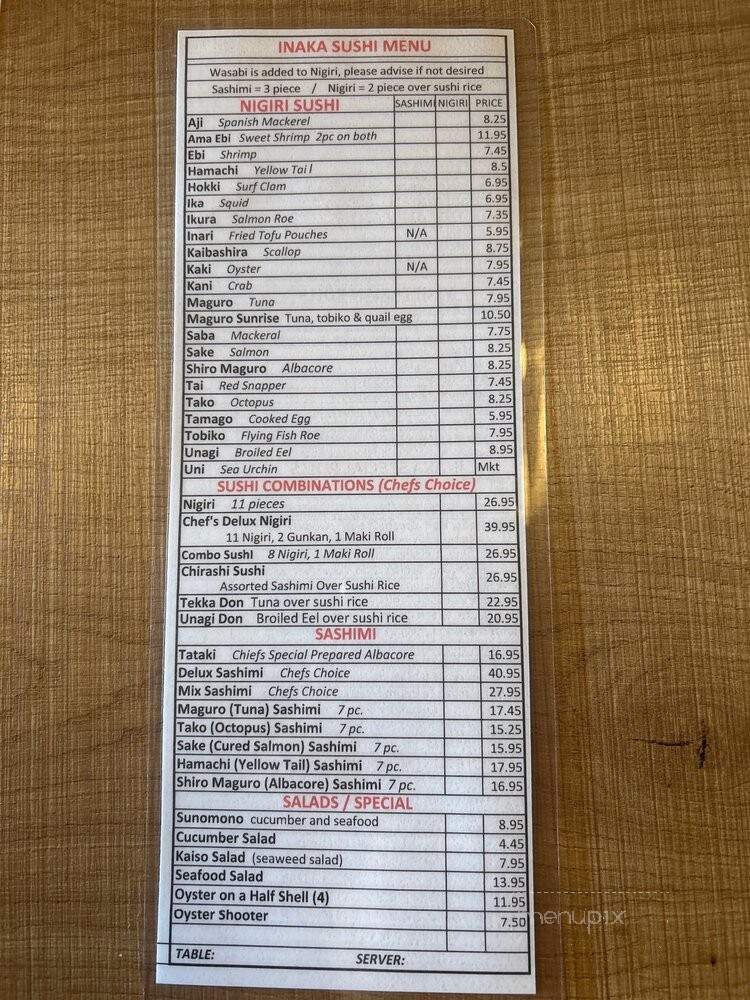 INAKA SUSHI MENU
Wasabi is added to Nigiri, please advise if not desired
Sashimi = 3 piece / Nigiri = 2 piece over sushi rice
NIGIRI SUSHI SASHIMI NIGIRI PRICE
Aji Spanish Mackerel 8.25
Ama Ebi Sweet Shrimp 2pc on both 11.95
Ebi Shrimp 7.45
Hamachi Yellow Tail 8.5
Hokki Surf Clam 6.95
Ika Squid 6.95
Ikura Salmon Roe 7.35
Inari Fried Tofu Pouches N/A 5.95
Kaibashira Scallop 8.75
Kaki Oyster N/A 7.95
Kani Crab 7.45
Maguro Tuna 7.95
Maguro Sunrise Tuna, tobiko & quail egg 10.50
Saba Mackeral 7.75
Sake Salmon 8.25
Shiro Maguro Albacore 8.25
Tai Red Snapper 7.45
Tako Octopus 8.25
Tamago Cooked Egg 5.95
Tobiko Flying Fish Roe 7.95
Unagi Broiled Eel 8.95
Uni Sea Urchin Mkt
SUSHI COMBINATIONS (Chefs Choice)
Nigiri 11 pieces 26.95
Chef's Delux Nigiri
11 Nigiri, 2 Gunkan, 1 Maki Roll 39.95
Combo Sushi 8 Nigiri, 1 Maki Roll 26.95
Chirashi Sushi
Assorted Sashimi Over Sushi Rice 26.95
Tekka Don Tuna over sushi rice 22.95
Unagi Don Broiled Eel over sushi rice 20.95
SASHIMI
Tataki Chiefs Special Prepared Albacore 16.95
Delux Sashimi Chefs Choice 40.95
Mix Sashimi Chefs Choice 27.95
Maguro (Tuna) Sashimi 7 pc. 17.45
Tako (Octopus) Sashimi 7 pc. 15.25
Sake (Cured Salmon) Sashimi 7 pc. 15.95
Hamachi (Yellow Tail) Sashimi 7 pc. 17.95
Shiro Maguro (Albacore) Sashimi 7 pc. 16.95
SALADS / SPECIAL
Sunomono cucumber and seafood 8.95
Cucumber Salad 4.45
Kaiso Salad (seaweed salad) 7.95
Seafood Salad 13.95
Oyster on a Half Shell (4) 11.95
Oyster Shooter 7.50
menupix
TABLE: SERVER: